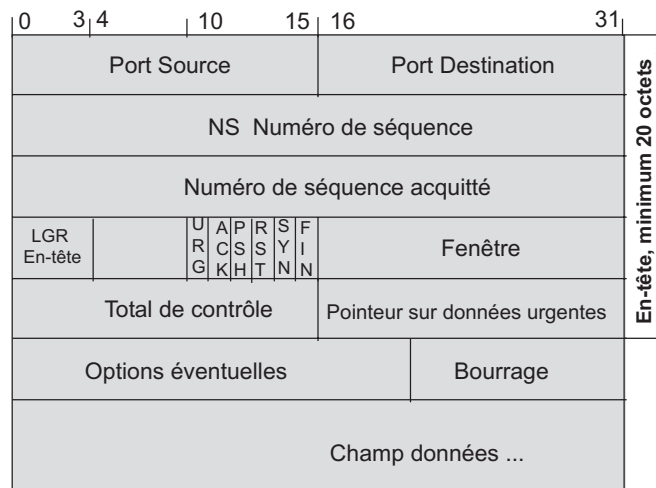 0 3 4 10 15 16 31
Port Source Port Destination
NS Numéro de séquence
Numéro de séquence acquitté
LGR
En-tête
URG ACK PSH RST SYN FIN
Fenêtre
Total de contrôle Pointeur sur données urgentes
Options éventuelles Bourrage
Champ données ...
En-tête, minimum 20 octets